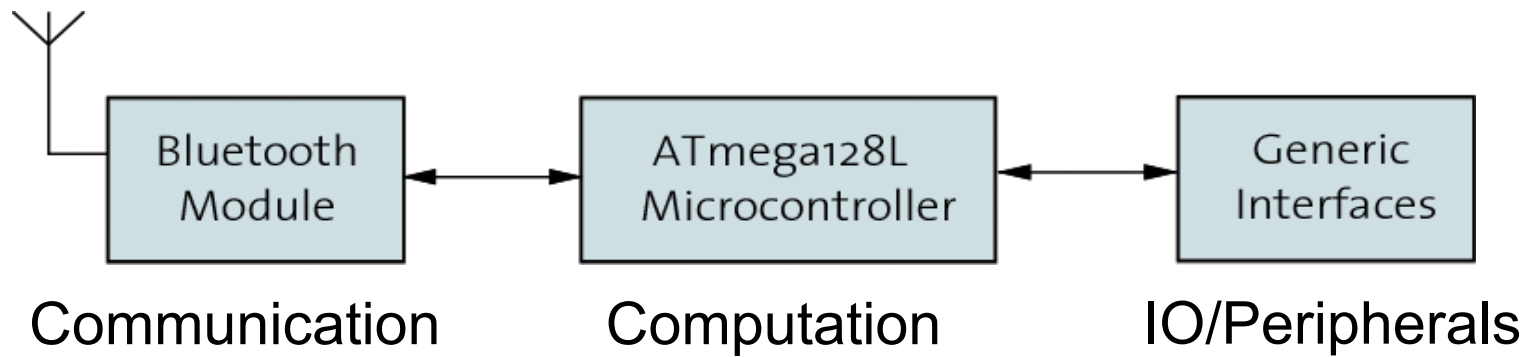 Bluetooth
Module
ATmega128L
Microcontroller
Generic
Interfaces
Communication
Computation
IO/Peripherals